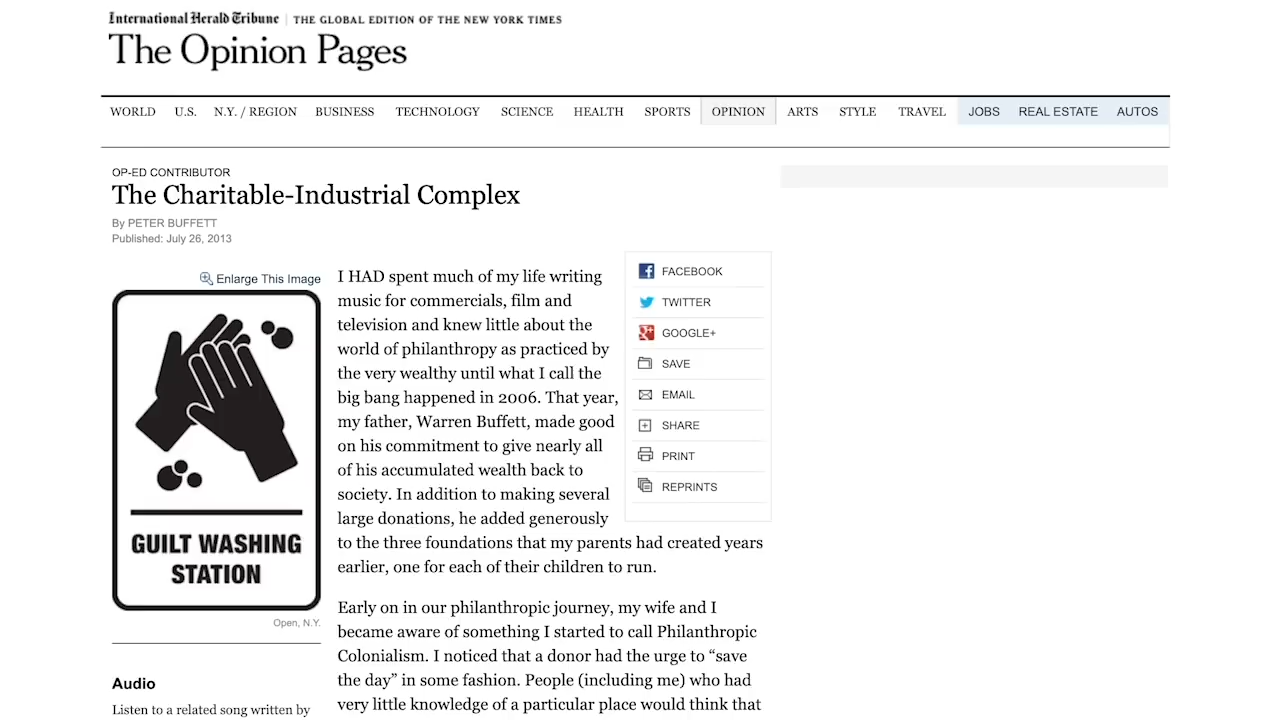 International Herald Tribune | THE GLOBAL EDITION OF THE NEW YORK TIMES
The Opinion Pages
WORLD U.S. N.Y. / REGION BUSINESS TECHNOLOGY SCIENCE HEALTH SPORTS OPINION ARTS STYLE TRAVEL JOBS REAL ESTATE AUTOS
OP-ED CONTRIBUTOR
The Charitable-Industrial Complex
By PETER BUFFETT
Published: July 26, 2013
Enlarge This Image
GUILT WASHING
STATION
Open, N.Y.
Audio
Listen to a related song written by
I HAD spent much of my life writing
music for commercials, film and
television and knew little about the
world of philanthropy as practiced by
the very wealthy until what I call the
big bang happened in 2006. That year,
my father, Warren Buffett, made good
on his commitment to give nearly all
of his accumulated wealth back to
society. In addition to making several
large donations, he added generously
to the three foundations that my parents had created years
earlier, one for each of their children to run.
Early on in our philanthropic journey, my wife and I
became aware of something I started to call Philanthropic
Colonialism. I noticed that a donor had the urge to “save
the day” in some fashion. People (including me) who had
very little knowledge of a particular place would think that
FACEBOOK
TWITTER
GOOGLE+
SAVE
EMAIL
SHARE
PRINT
REPRINTS